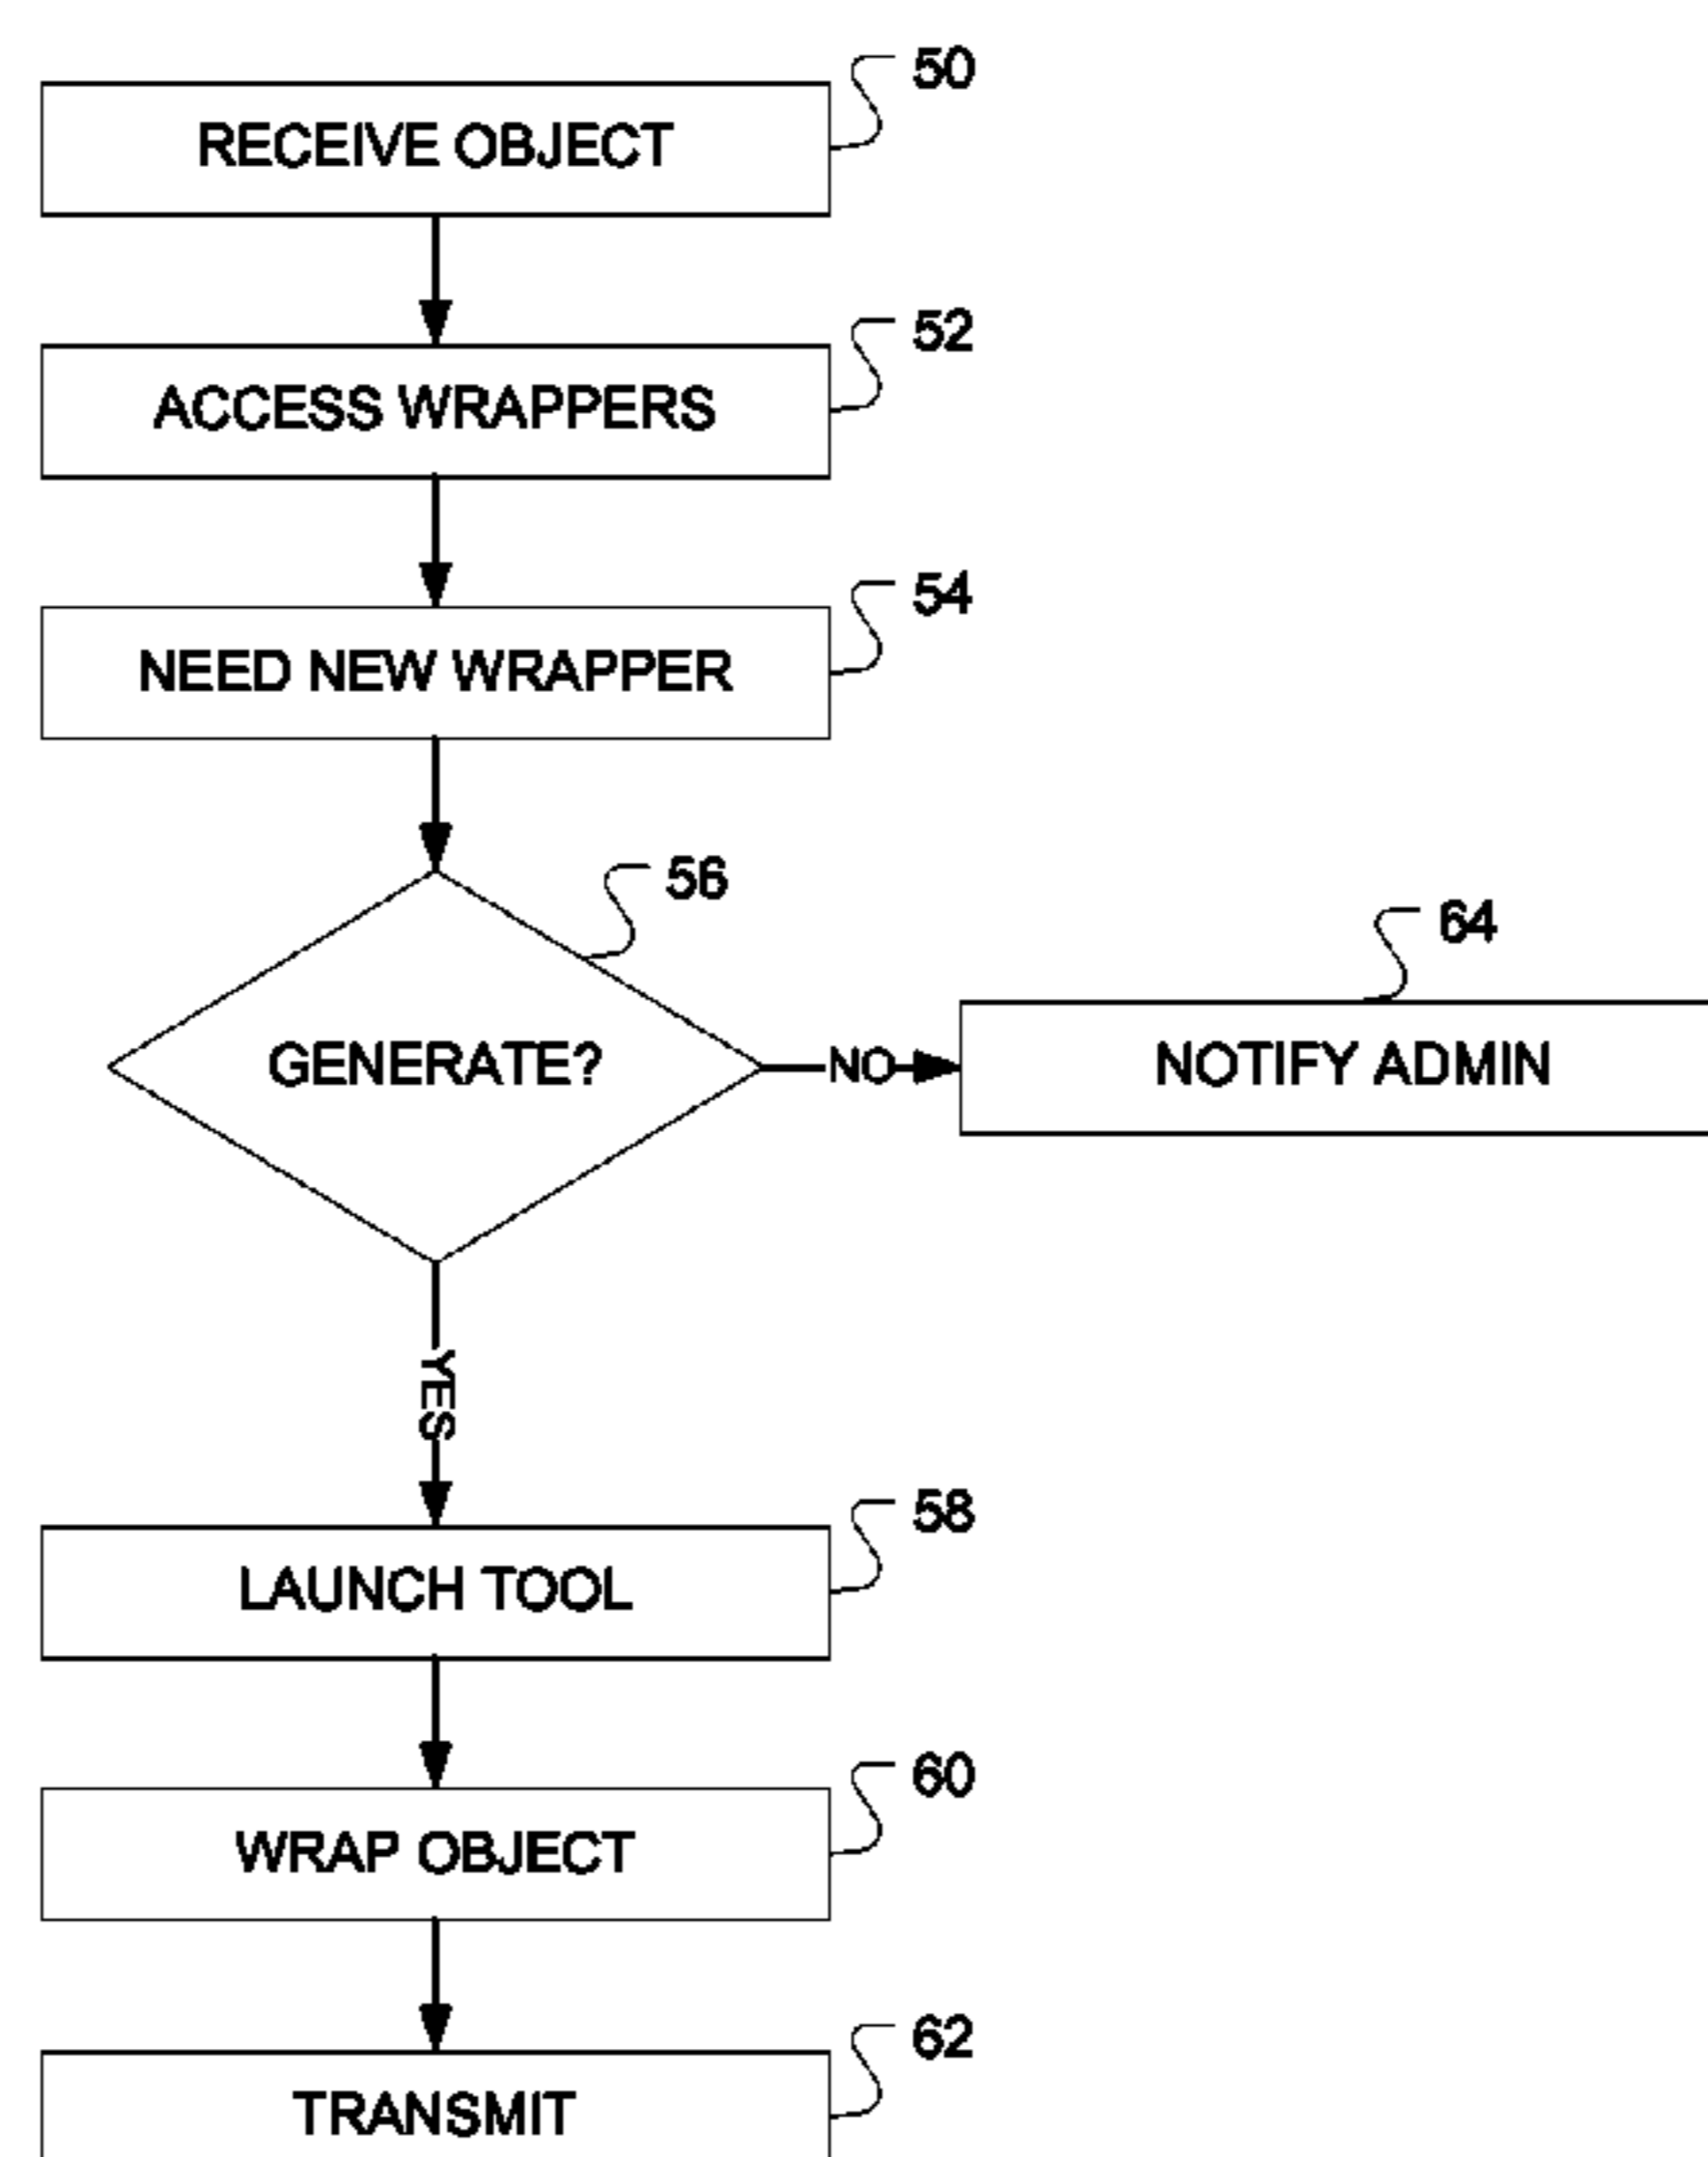 50
RECEIVE OBJECT
52
ACCESS WRAPPERS
54
NEED NEW WRAPPER
56
GENERATE?
NO
64
NOTIFY ADMIN
YES
58
LAUNCH TOOL
60
WRAP OBJECT
62
TRANSMIT